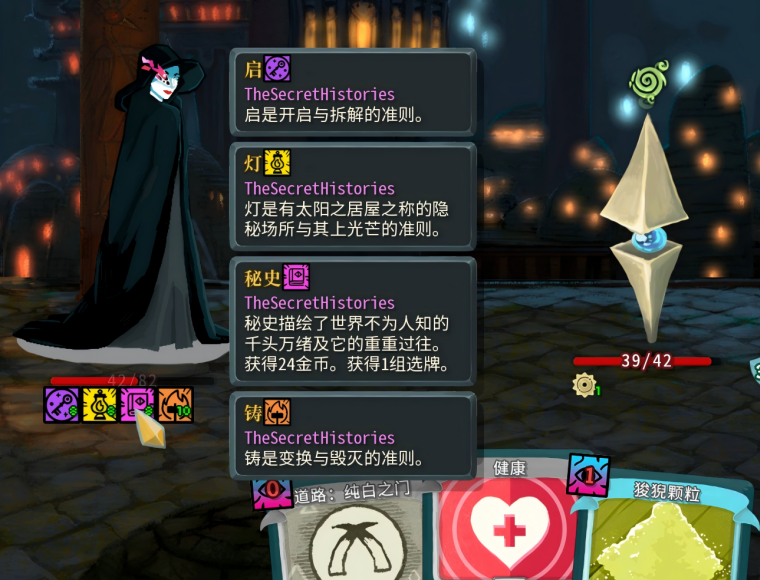 启
TheSecretHistories
启是开启与拆解的准则。
灯
TheSecretHistories
灯是有太阳之居屋之称的隐
秘场所与其上光芒的准则。
秘史
TheSecretHistories
秘史描绘了世界不为人知的
千头万绪及它的重重过往。
获得24金币。获得1组选牌。
铸
TheSecretHistories
铸是变换与毁灭的准则。
42/82
10
39/42
1
0
道路：纯白之门
健康
1
狻猊颗粒